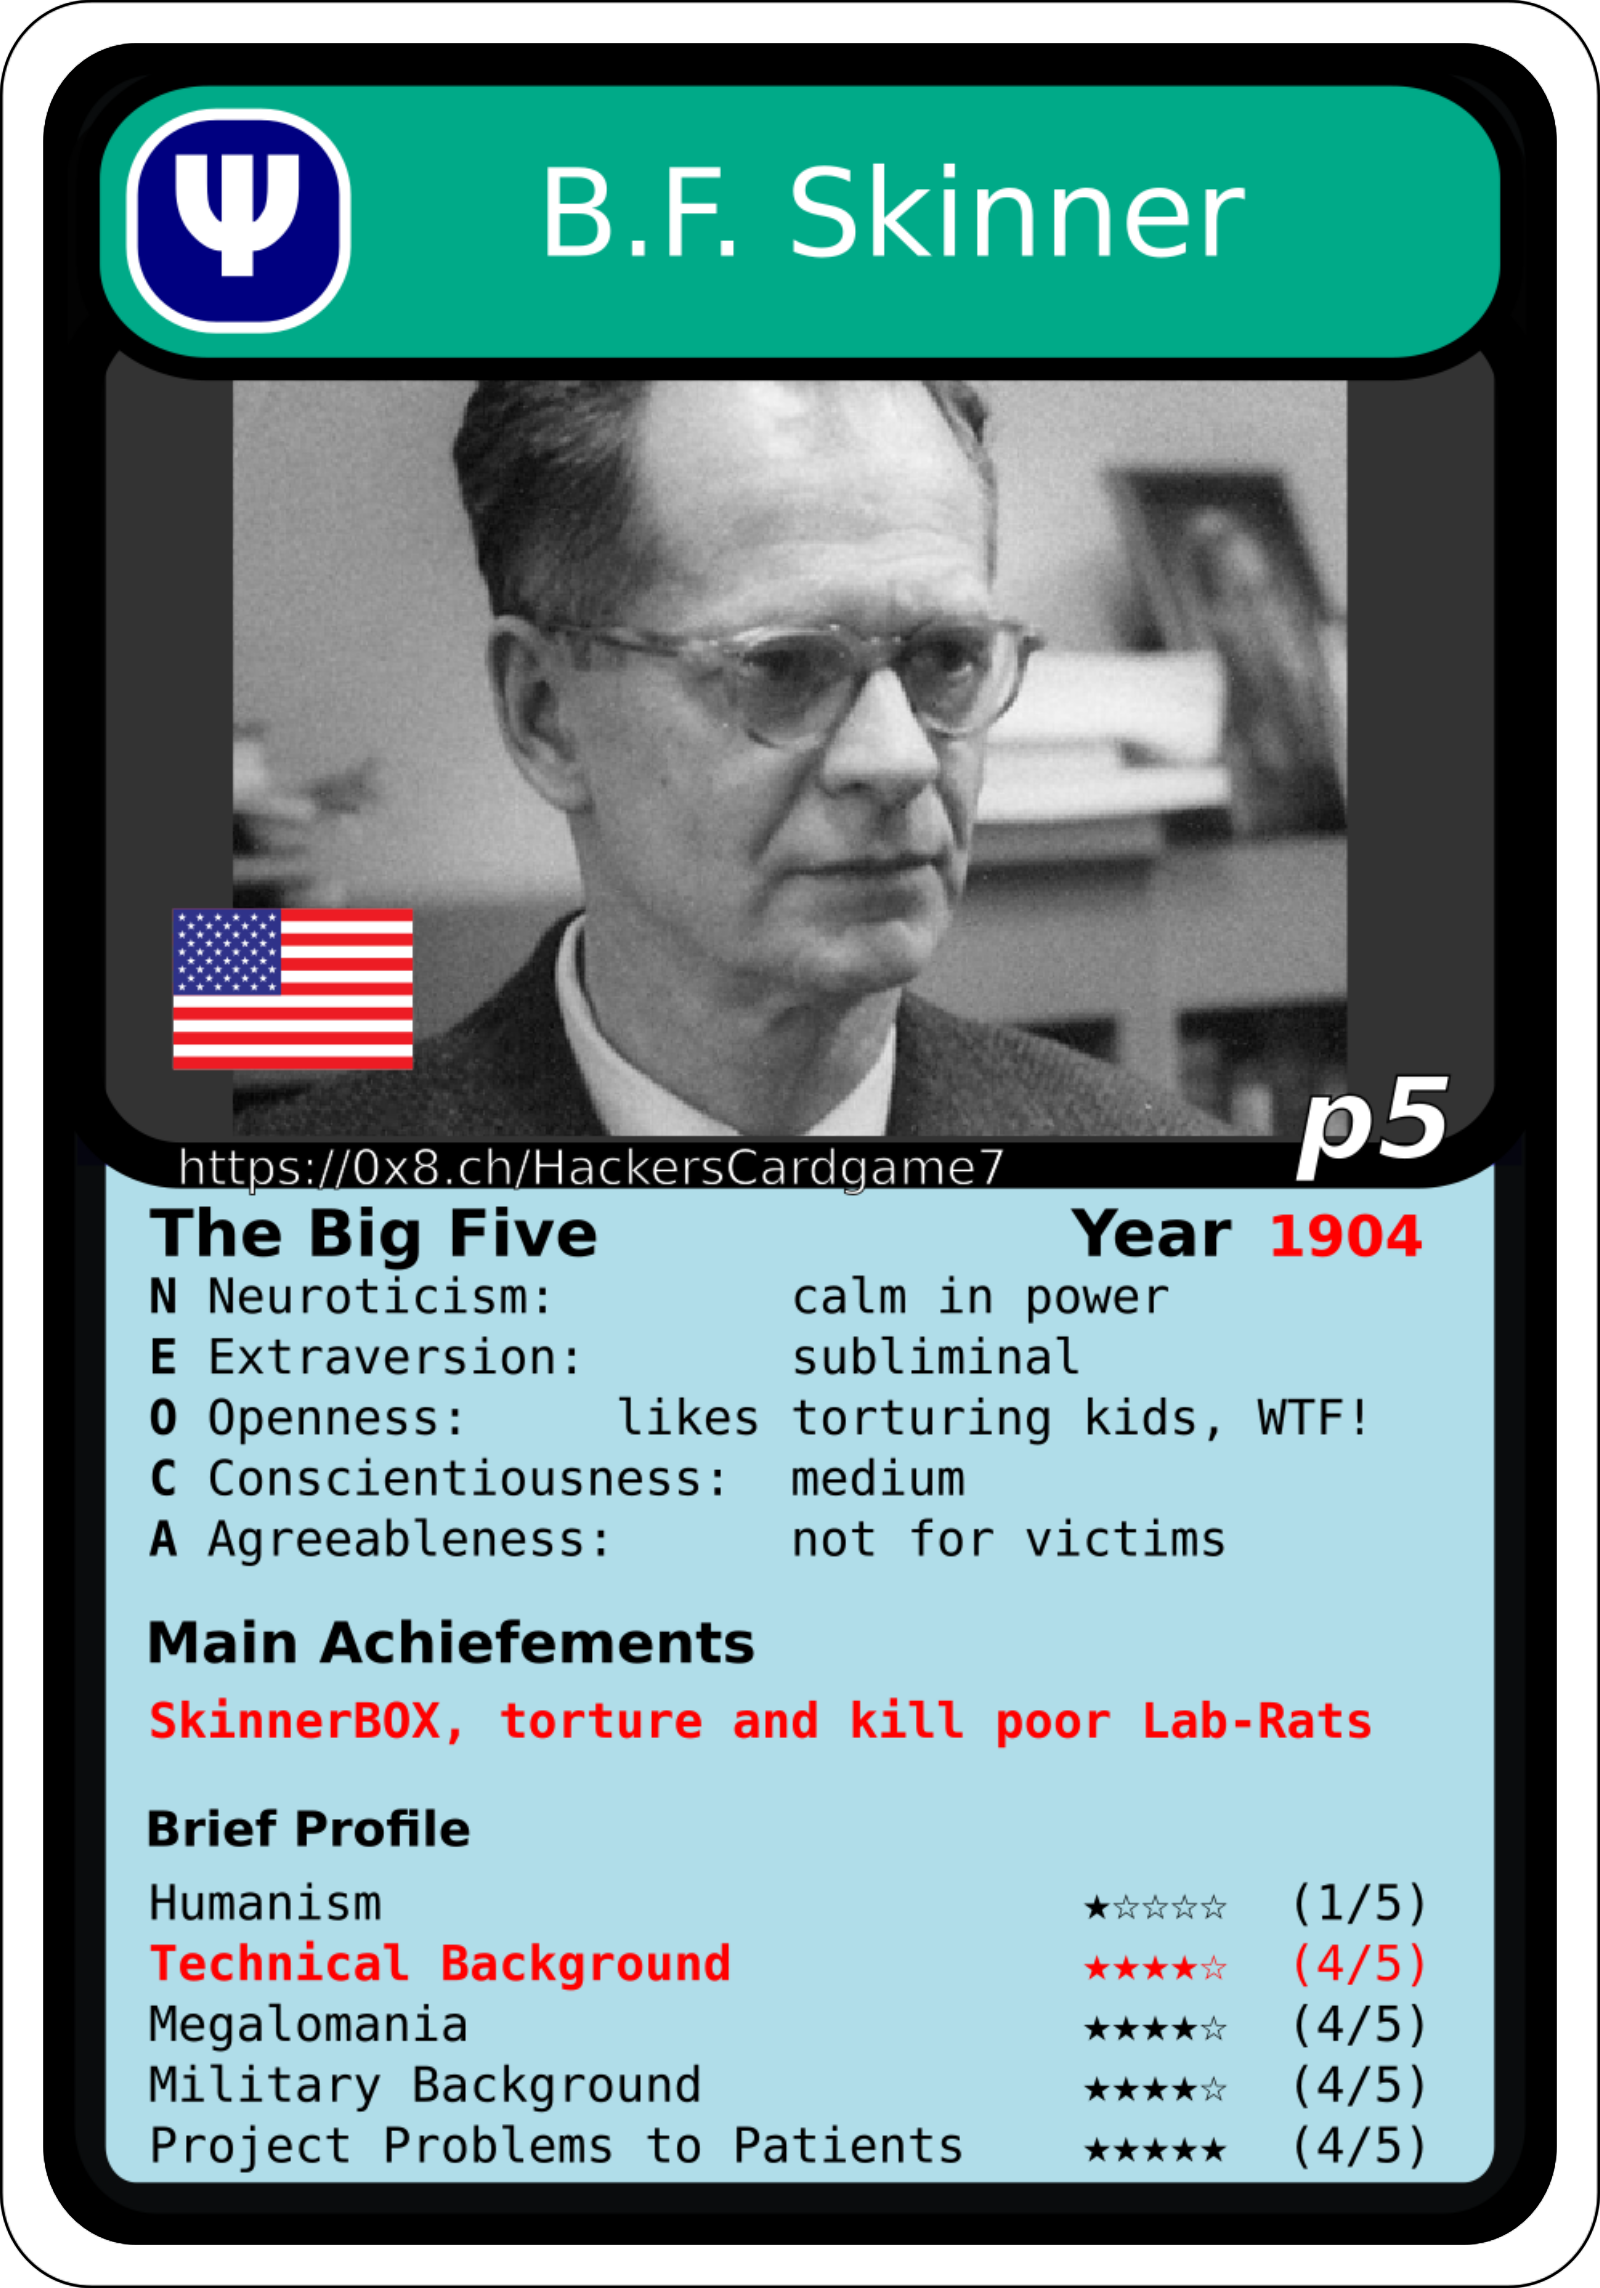 Ψ
B.F. Skinner
p5
https://0x8.ch/HackersCardgame7
The Big Five Year 1904
N Neuroticism: calm in power
E Extraversion: subliminal
O Openness: likes torturing kids, WTF!
C Conscientiousness: medium
A Agreeableness: not for victims
Main Achiefements
SkinnerBOX, torture and kill poor Lab-Rats
Brief Profile
Humanism ★☆☆☆☆ (1/5)
Technical Background ★★★★☆ (4/5)
Megalomania ★★★★☆ (4/5)
Military Background ★★★★☆ (4/5)
Project Problems to Patients ★★★★★ (4/5)